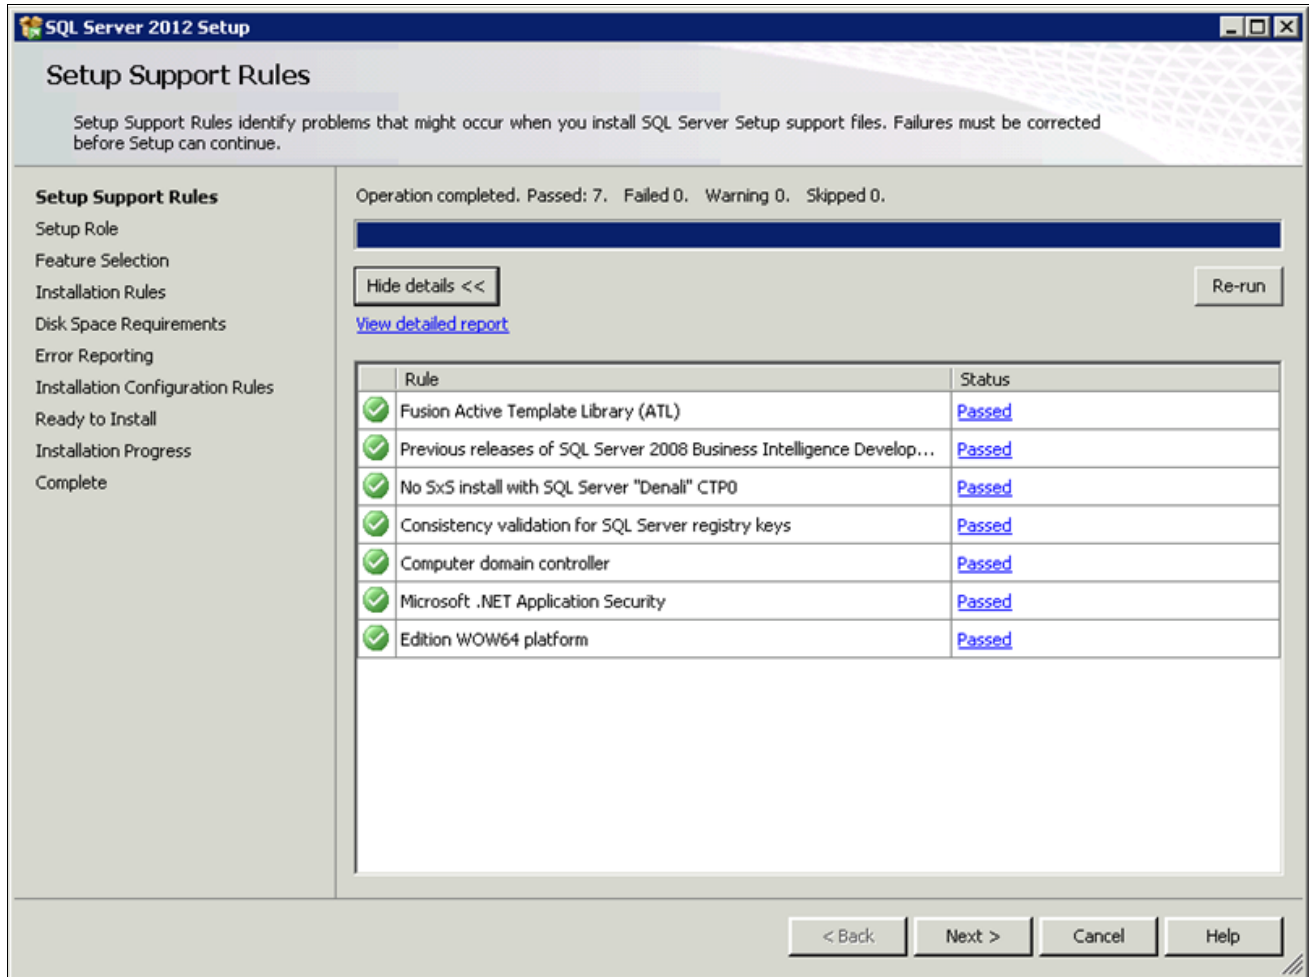 SQL Server 2012 Setup
Setup Support Rules
Setup Support Rules identify problems that might occur when you install SQL Server Setup support files. Failures must be corrected
before Setup can continue.
Setup Support Rules
Setup Role
Feature Selection
Installation Rules
Disk Space Requirements
Error Reporting
Installation Configuration Rules
Ready to Install
Installation Progress
Complete
Operation completed. Passed: 7. Failed 0. Warning 0. Skipped 0.
Hide details <<
Re-run
View detailed report
Rule Status
Fusion Active Template Library (ATL) Passed
Previous releases of SQL Server 2008 Business Intelligence Develop... Passed
No SxS install with SQL Server "Denali" CTP0 Passed
Consistency validation for SQL Server registry keys Passed
Computer domain controller Passed
Microsoft .NET Application Security Passed
Edition WOW64 platform Passed
< Back Next > Cancel Help